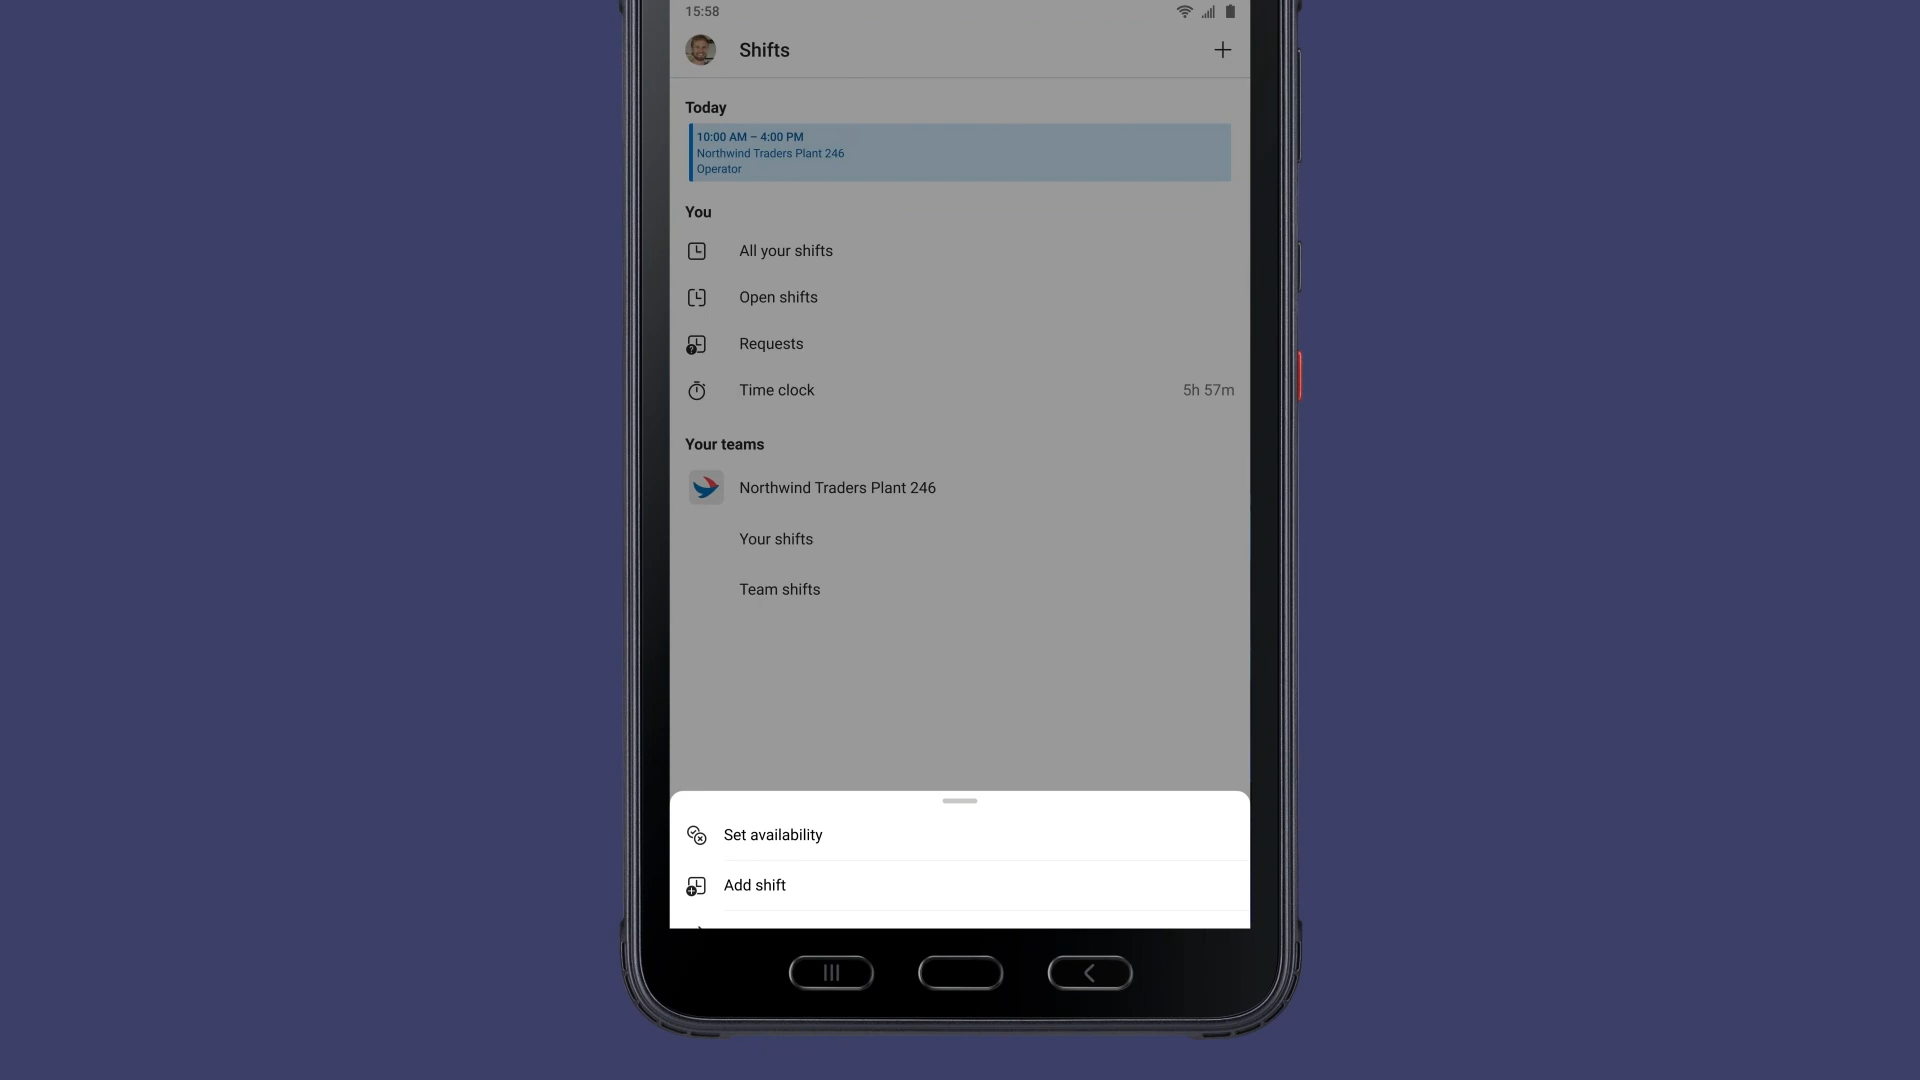 15:58
Shifts
Today
10:00 AM – 4:00 PM
Northwind Traders Plant 246
Operator
You
All your shifts
Open shifts
Requests
Time clock 5h 57m
Your teams
Northwind Traders Plant 246
Your shifts
Team shifts
Set availability
Add shift